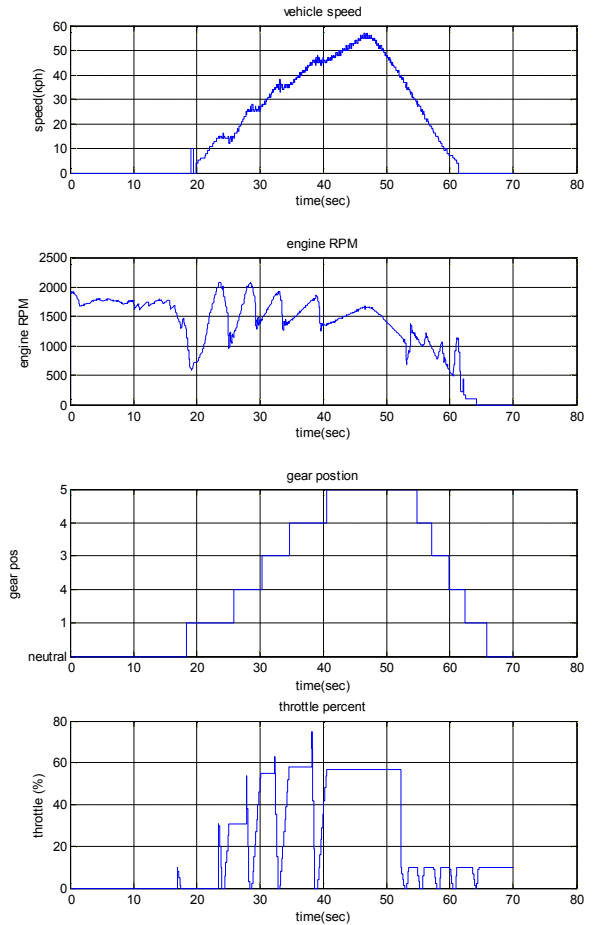 vehicle speed
60
50
40
30
20
10
0
speed(kph)
0 10 20 30 40 50 60 70 80
time(sec)
engine RPM
2500
2000
1500
1000
500
0
engine RPM
0 10 20 30 40 50 60 70 80
time(sec)
gear postion
5
4
3
4
1
neutral
gear pos
0 10 20 30 40 50 60 70 80
time(sec)
throttle percent
80
60
40
20
0
throttle (%)
0 10 20 30 40 50 60 70 80
time(sec)